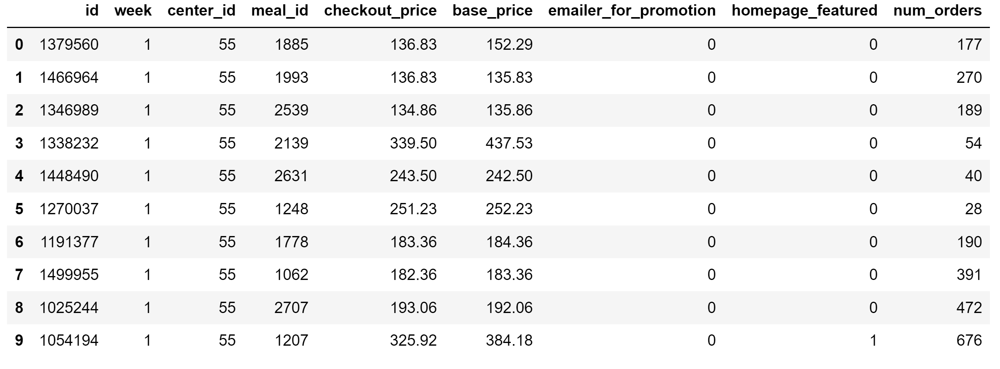 id week center_id meal_id checkout_price base_price emailer_for_promotion homepage_featured num_orders
0 1379560 1 55 1885 136.83 152.29 0 0 177
1 1466964 1 55 1993 136.83 135.83 0 0 270
2 1346989 1 55 2539 134.86 135.86 0 0 189
3 1338232 1 55 2139 339.50 437.53 0 0 54
4 1448490 1 55 2631 243.50 242.50 0 0 40
5 1270037 1 55 1248 251.23 252.23 0 0 28
6 1191377 1 55 1778 183.36 184.36 0 0 190
7 1499955 1 55 1062 182.36 183.36 0 0 391
8 1025244 1 55 2707 193.06 192.06 0 0 472
9 1054194 1 55 1207 325.92 384.18 0 1 676